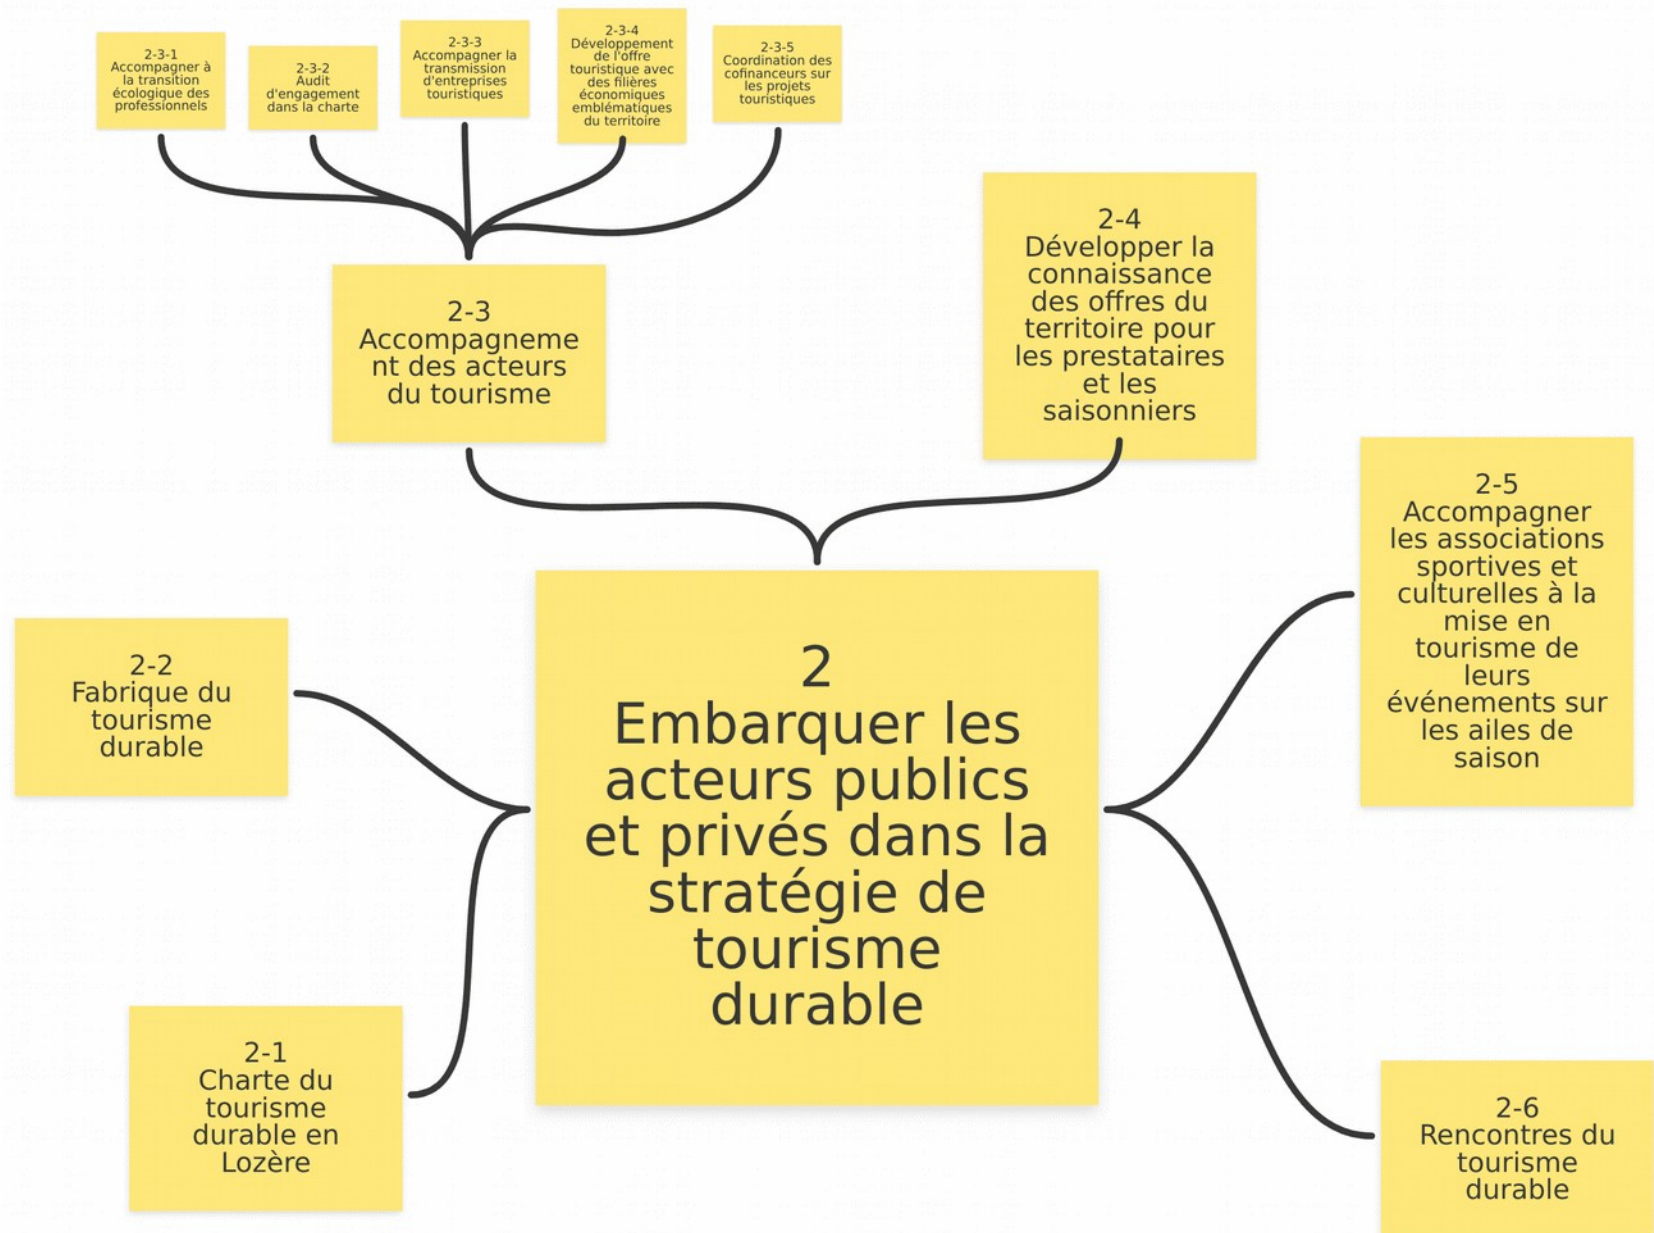 2-3-1
Accompagner à
la transition
écologique des
professionnels
2-3-2
Audit
d'engagement
dans la charte
2-3-3
Accompagner la
transmission
d'entreprises
touristiques
2-3-4
Développement
de l'offre
touristique avec
des filières
économiques
emblématiques
du territoire
2-3-5
Coordination des
cofinanceurs sur
les projets
touristiques
2-3
Accompagneme
nt des acteurs
du tourisme
2-4
Développer la
connaissance
des offres du
territoire pour
les prestataires
et les
saisonniers
2-5
Accompagner
les associations
sportives et
culturelles à la
mise en
tourisme de
leurs
événements sur
les ailes de
saison
2-2
Fabrique du
tourisme
durable
2
Embarquer les
acteurs publics
et privés dans la
stratégie de
tourisme
durable
2-1
Charte du
tourisme
durable en
Lozère
2-6
Rencontres du
tourisme
durable